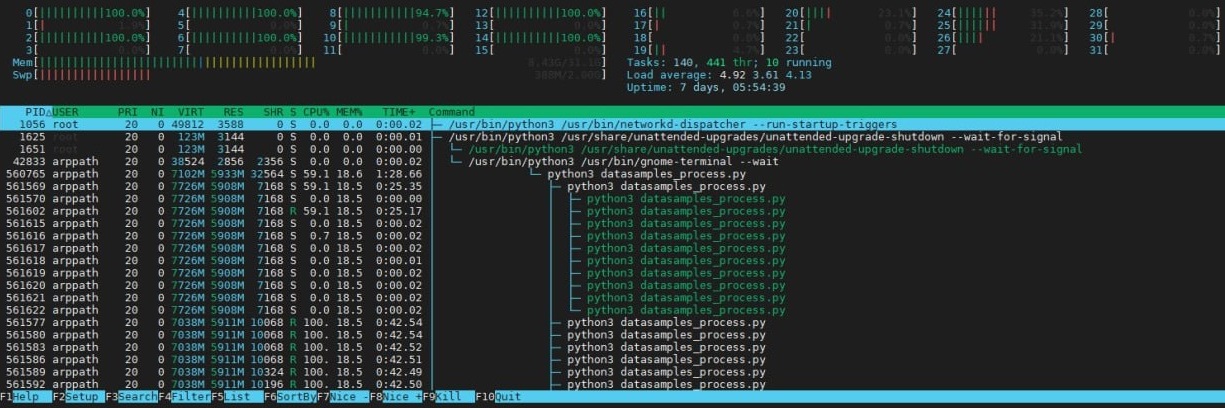 0[||||||||||100.0%] 4[||||||||||100.0%] 8[||||||||||94.7%] 12[||||||||||100.0%] 16[|| 6.6%] 20[|||| 23.1%] 24[|||||| 35.2%] 28[ 0.0%]
1[| ] 5[ 0.0%] 9[| 0.7%] 13[ 0.0%] 17[| 0.7%] 21[| 0.7%] 25[|||||| 31.9%] 29[ 0.0%]
2[||||||||||100.0%] 6[||||||||||100.0%] 10[||||||||||99.3%] 14[||||||||||100.0%] 18[ 0.0%] 22[ ] 26[|||| 21.1%] 30[| 0.7%]
3[ 0.0%] 7[ 0.0%] 11[ 0.0%] 15[ 0.0%] 19[|| 4.7%] 23[ 0.0%] 27[ 0.0%] 31[ 0.0%]
Mem[|||||||||||||||||||||||||||||||||||||||||| 8.43G/31.1G] Tasks: 140, 441 thr; 10 running
Swp[||||||||||||||||| 388M/2.00G] Load average: 4.92 3.61 4.13
Uptime: 7 days, 05:54:39
PID△USER PRI NI VIRT RES SHR S CPU% MEM% TIME+ Command
1056 root 20 0 49812 3588 0 S 0.0 0.0 0:00.02 ├─ /usr/bin/python3 /usr/bin/networkd-dispatcher --run-startup-triggers
1625 root 20 0 123M 3144 0 S 0.0 0.0 0:00.01 ├─ /usr/bin/python3 /usr/share/unattended-upgrades/unattended-upgrade-shutdown --wait-for-signal
1651 root 20 0 123M 3144 0 S 0.0 0.0 0:00.00 │ └─ /usr/bin/python3 /usr/share/unattended-upgrades/unattended-upgrade-shutdown --wait-for-signal
42833 arppath 20 0 38524 2856 2356 S 0.0 0.0 0:00.02 │ └─ /usr/bin/python3 /usr/bin/gnome-terminal --wait
560765 arppath 20 0 7102M 5933M 32564 S 59.1 18.6 1:28.66 │ └─ python3 datasamples_process.py
561569 arppath 20 0 7726M 5908M 7168 S 59.1 18.5 0:25.35 │ ├─ python3 datasamples_process.py
561570 arppath 20 0 7726M 5908M 7168 S 0.0 18.5 0:00.00 │ │ ├─ python3 datasamples_process.py
561602 arppath 20 0 7726M 5908M 7168 R 59.1 18.5 0:25.17 │ │ ├─ python3 datasamples_process.py
561615 arppath 20 0 7726M 5908M 7168 S 0.0 18.5 0:00.02 │ │ ├─ python3 datasamples_process.py
561616 arppath 20 0 7726M 5908M 7168 S 0.7 18.5 0:00.02 │ │ ├─ python3 datasamples_process.py
561617 arppath 20 0 7726M 5908M 7168 S 0.0 18.5 0:00.02 │ │ ├─ python3 datasamples_process.py
561618 arppath 20 0 7726M 5908M 7168 S 0.0 18.5 0:00.01 │ │ ├─ python3 datasamples_process.py
561619 arppath 20 0 7726M 5908M 7168 S 0.0 18.5 0:00.02 │ │ ├─ python3 datasamples_process.py
561620 arppath 20 0 7726M 5908M 7168 S 0.0 18.5 0:00.02 │ │ ├─ python3 datasamples_process.py
561621 arppath 20 0 7726M 5908M 7168 S 0.0 18.5 0:00.02 │ │ ├─ python3 datasamples_process.py
561622 arppath 20 0 7726M 5908M 7168 S 0.0 18.5 0:00.02 │ │ └─ python3 datasamples_process.py
561577 arppath 20 0 7038M 5911M 10068 R 100. 18.5 0:42.54 │ ├─ python3 datasamples_process.py
561580 arppath 20 0 7038M 5911M 10068 R 100. 18.5 0:42.54 │ ├─ python3 datasamples_process.py
561583 arppath 20 0 7038M 5911M 10068 R 100. 18.5 0:42.52 │ ├─ python3 datasamples_process.py
561586 arppath 20 0 7038M 5911M 10068 R 100. 18.5 0:42.51 │ ├─ python3 datasamples_process.py
561589 arppath 20 0 7038M 5911M 10324 R 100. 18.5 0:42.49 │ ├─ python3 datasamples_process.py
561592 arppath 20 0 7038M 5911M 10196 R 100. 18.5 0:42.50 │ ├─ python3 datasamples_process.py
F1Help F2Setup F3SearchF4FilterF5List F6SortByF7Nice -F8Nice +F9Kill F10Quit